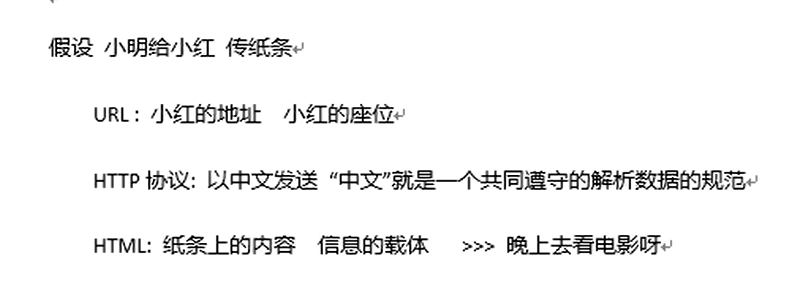 假设 小明给小红 传纸条
URL : 小红的地址 小红的座位
HTTP 协议: 以中文发送 “中文”就是一个共同遵守的解析数据的规范
HTML: 纸条上的内容 信息的载体 >>> 晚上去看电影呀